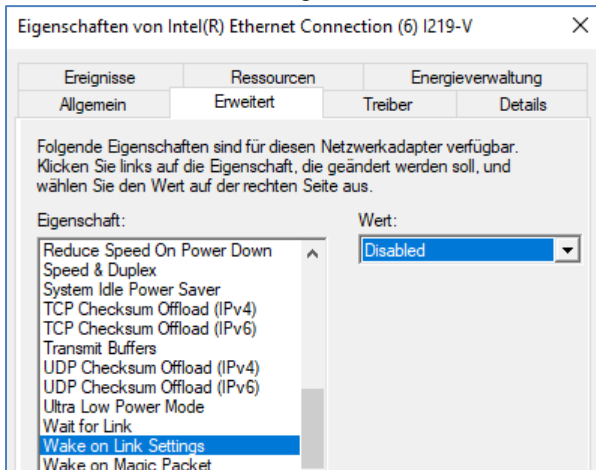 Eigenschaften von Intel(R) Ethernet Connection (6) I219-V
Ereignisse Ressourcen Energieverwaltung
Allgemein Erweitert Treiber Details
Folgende Eigenschaften sind für diesen Netzwerkadapter verfügbar.
Klicken Sie links auf die Eigenschaft, die geändert werden soll, und
wählen Sie den Wert auf der rechten Seite aus.
Eigenschaft: Wert:
Reduce Speed On Power Down Disabled
Speed & Duplex
System Idle Power Saver
TCP Checksum Offload (IPv4)
TCP Checksum Offload (IPv6)
Transmit Buffers
UDP Checksum Offload (IPv4)
UDP Checksum Offload (IPv6)
Ultra Low Power Mode
Wait for Link
Wake on Link Settings
Wake on Magic Packet